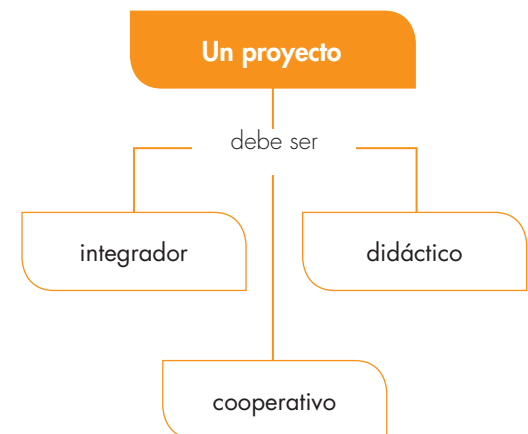 Un proyecto
debe ser
integrador
didáctico
cooperativo